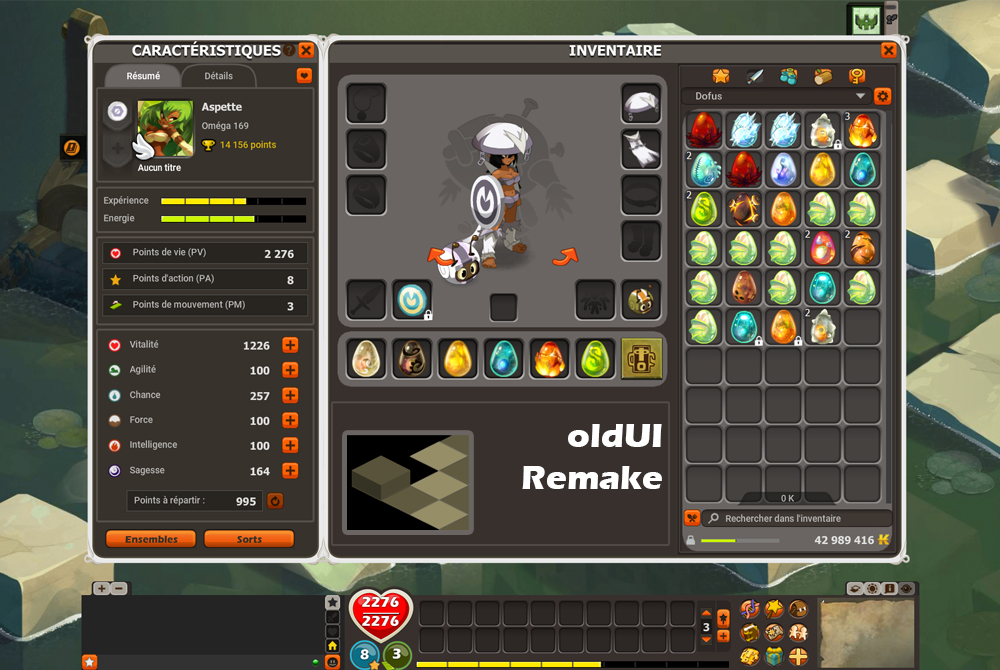 CARACTÉRISTIQUES ?
Résumé
Détails
Aspette
Oméga 169
14 156 points
Aucun titre
Expérience
Energie
Points de vie (PV) 2 276
Points d'action (PA) 8
Points de mouvement (PM) 3
Vitalité 1226
Agilité 100
Chance 257
Force 100
Intelligence 100
Sagesse 164
Points à répartir : 995
Ensembles
Sorts
INVENTAIRE
oldUI
Remake
Dofus
3
2
2
2
2
2
0 K
Rechercher dans l'inventaire
42 989 416
2276
2276
8
3
3